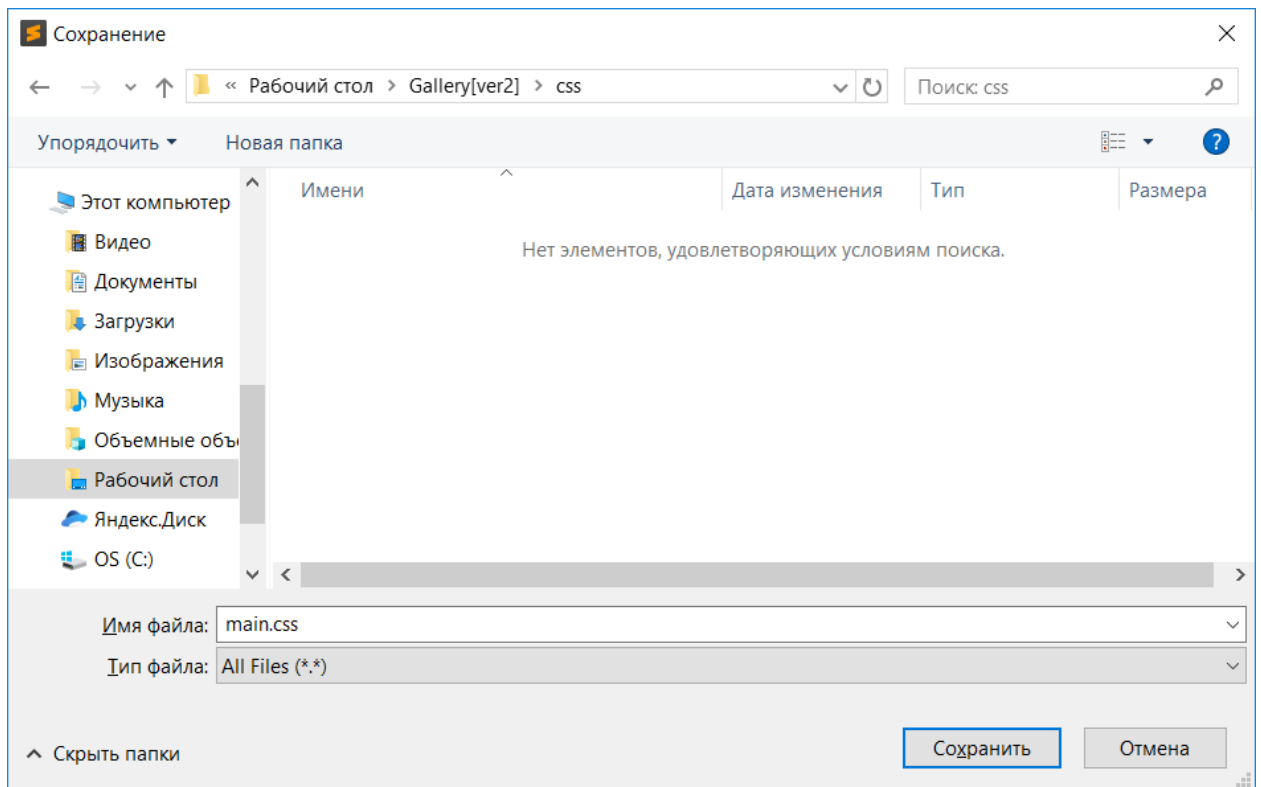 Сохранение
« Рабочий стол > Gallery[ver2] > css
Поиск: css
Упорядочить
Новая папка
?
Имени
Дата изменения
Тип
Размера
Нет элементов, удовлетворяющих условиям поиска.
Этот компьютер
Видео
Документы
Загрузки
Изображения
Музыка
Объемные объ
Рабочий стол
Яндекс.Диск
OS (C:)
Имя файла: main.css
Тип файла: All Files (*.*)
Скрыть папки
Сохранить
Отмена